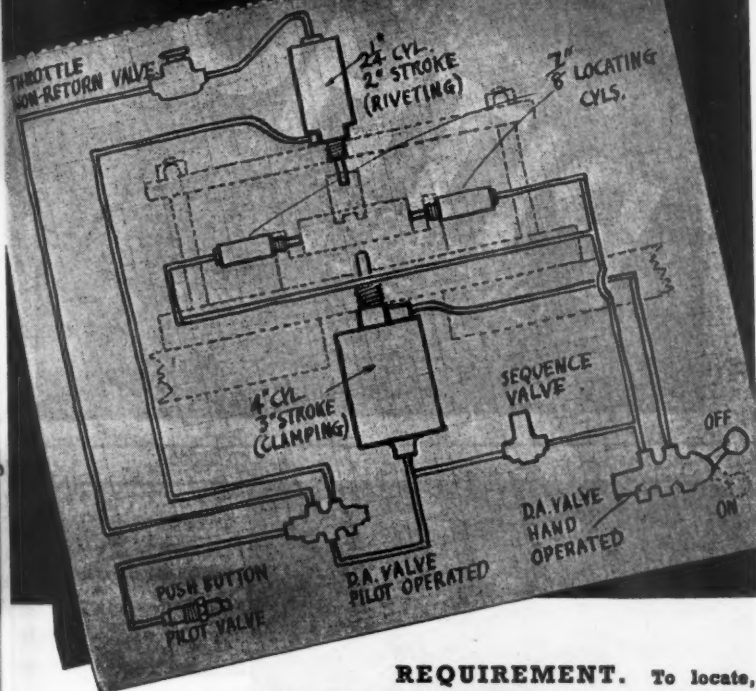 THROTTLE
NON-RETORN VALVE
2¼" CYL.
2" STROKE
(RIVETING)
⅞" LOCATING
CYLS.
4" CYL.
3" STROKE
(CLAMPING)
SEQUENCE
VALVE
OFF
ON
D.A. VALVE
HAND
OPERATED
D.A. VALVE
PILOT OPERATED
PUSH BUTTON
PILOT VALVE
REQUIREMENT. To locate,